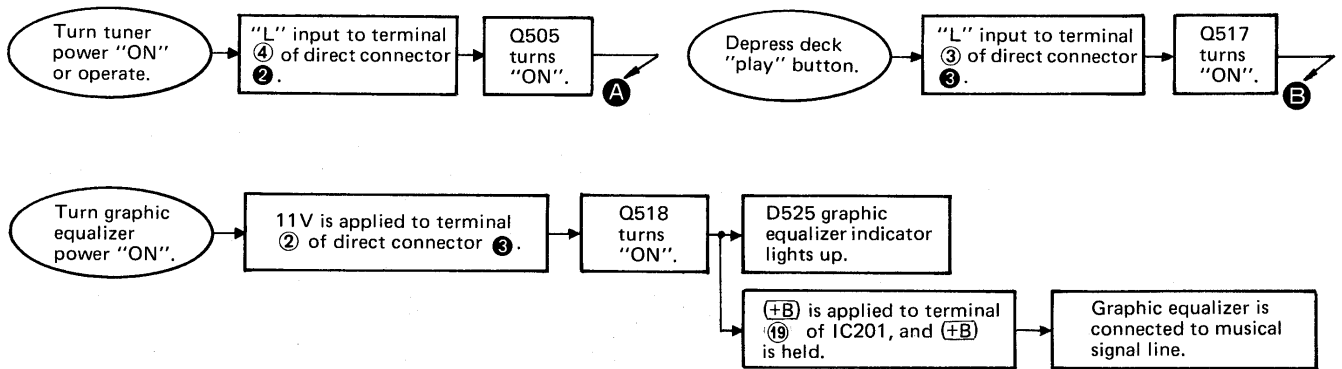 Turn tuner
power "ON"
or operate.
"L" input to terminal
④ of direct connector
❷.
Q505
turns
"ON".
A
Depress deck
"play" button.
"L" input to terminal
③ of direct connector
❸.
Q517
turns
"ON".
B
Turn graphic
equalizer
power "ON".
11V is applied to terminal
② of direct connector ❸.
Q518
turns
"ON".
D525 graphic
equalizer indicator
lights up.
(+B) is applied to terminal
⑲ of IC201, and (+B)
is held.
Graphic equalizer is
connected to musical
signal line.